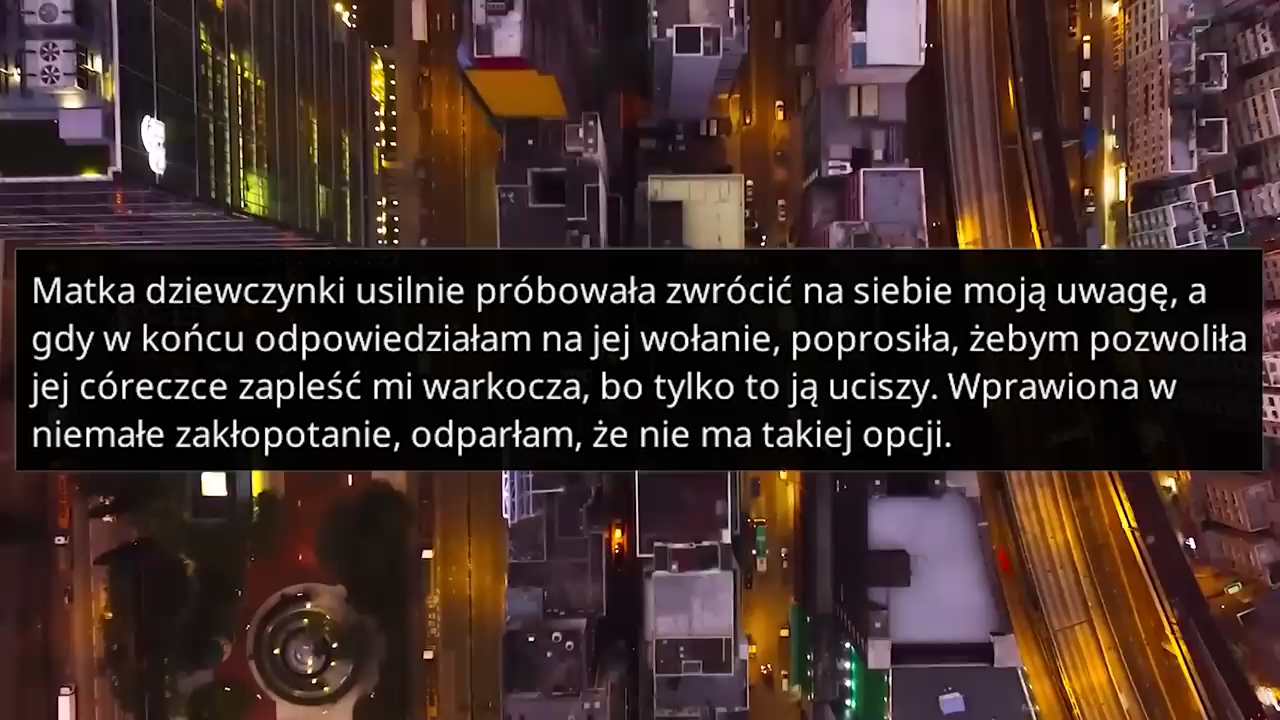 Matka dziewczynki usilnie próbowała zwrócić na siebie moją uwagę, a
gdy w końcu odpowiedziałam na jej wołanie, poprosiła, żebym pozwoliła
jej córeczce zapleść mi warkocza, bo tylko to ją uciszy. Wprawiona w
niemałe zakłopotanie, odparłam, że nie ma takiej opcji.